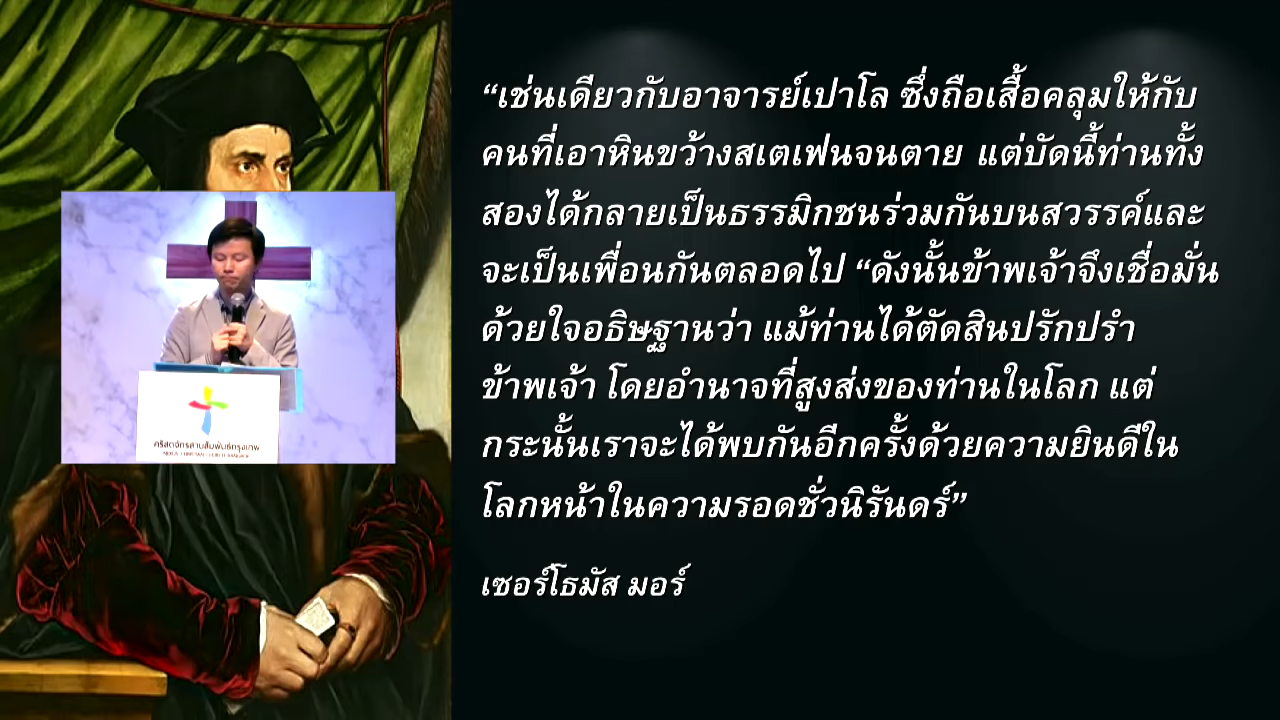 “เช่นเดียวกับอาจารย์เปาโล ซึ่งถือเสื้อคลุมให้กับ
คนที่เอาหินขว้างสเตเฟนจนตาย แต่บัดนี้ท่านทั้ง
สองได้กลายเป็นธรรมิกชนร่วมกันบนสวรรค์และ
จะเป็นเพื่อนกันตลอดไป “ดังนั้นข้าพเจ้าจึงเชื่อมั่น
ด้วยใจอธิษฐานว่า แม้ท่านได้ตัดสินปรักปรำ
ข้าพเจ้า โดยอำนาจที่สูงส่งของท่านในโลก แต่
กระนั้นเราจะได้พบกันอีกครั้งด้วยความยินดีใน
โลกหน้าในความรอดชั่วนิรันดร์”
เซอร์โธมัส มอร์
คริสตจักรสานสัมพันธ์กรุงเทพ